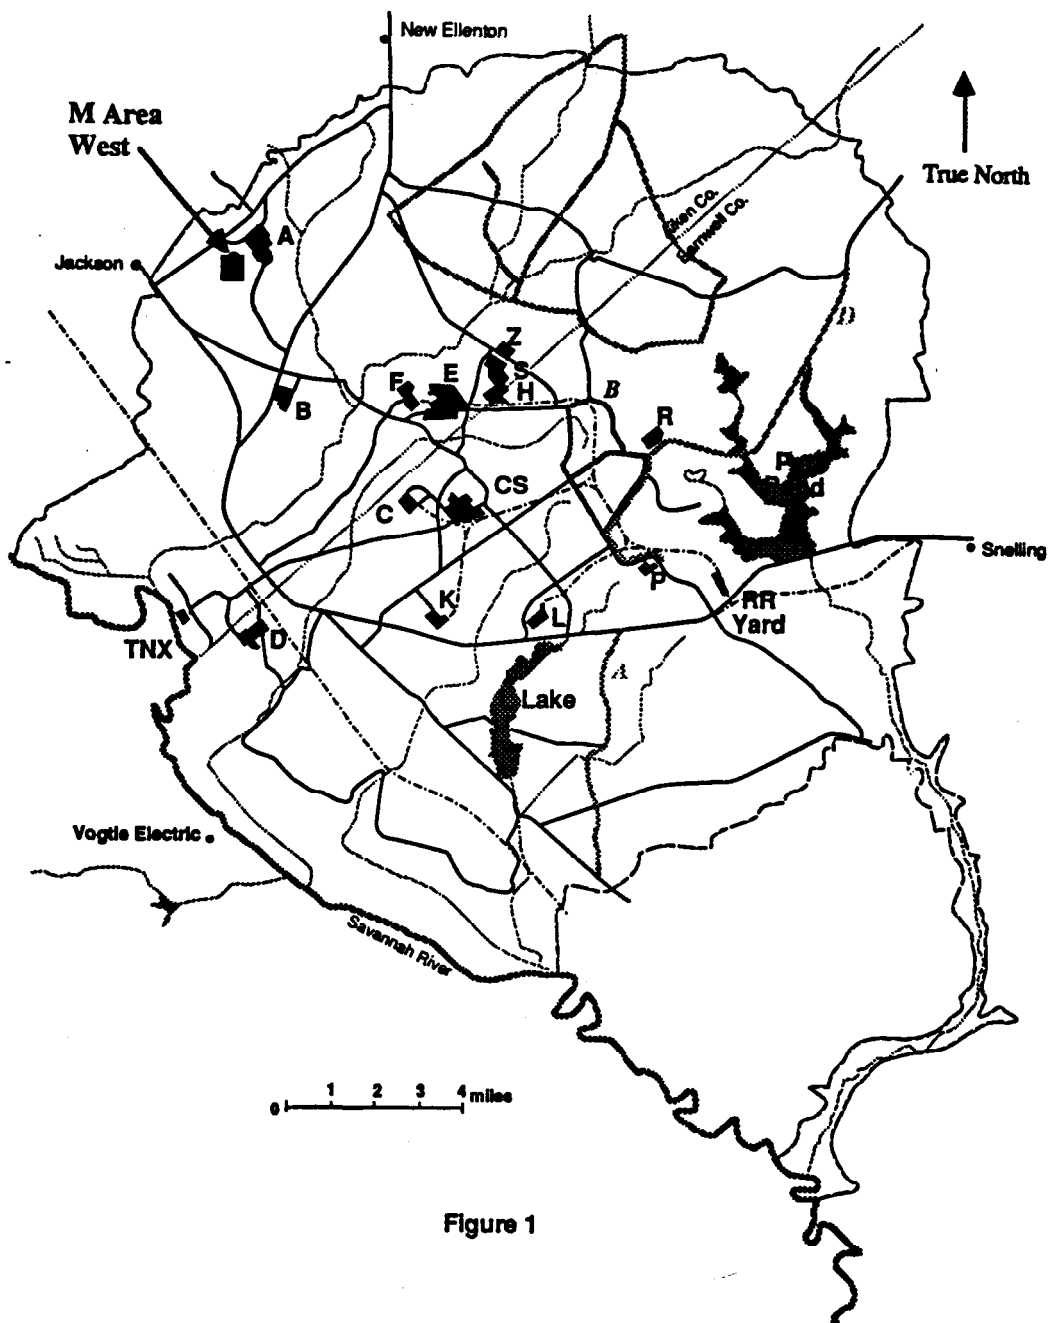 New Ellenton
M Area
West
True North
Aiken Co.
Barnwell Co.
A
Jackson
D
Z
S
H
E
F
B
B
R
P
CS
C
Snelling
P
RR
Yard
K
L
TNX
D
A
Lake
Vogtle Electric
Savannah River
0 1 2 3 4 miles
Figure 1